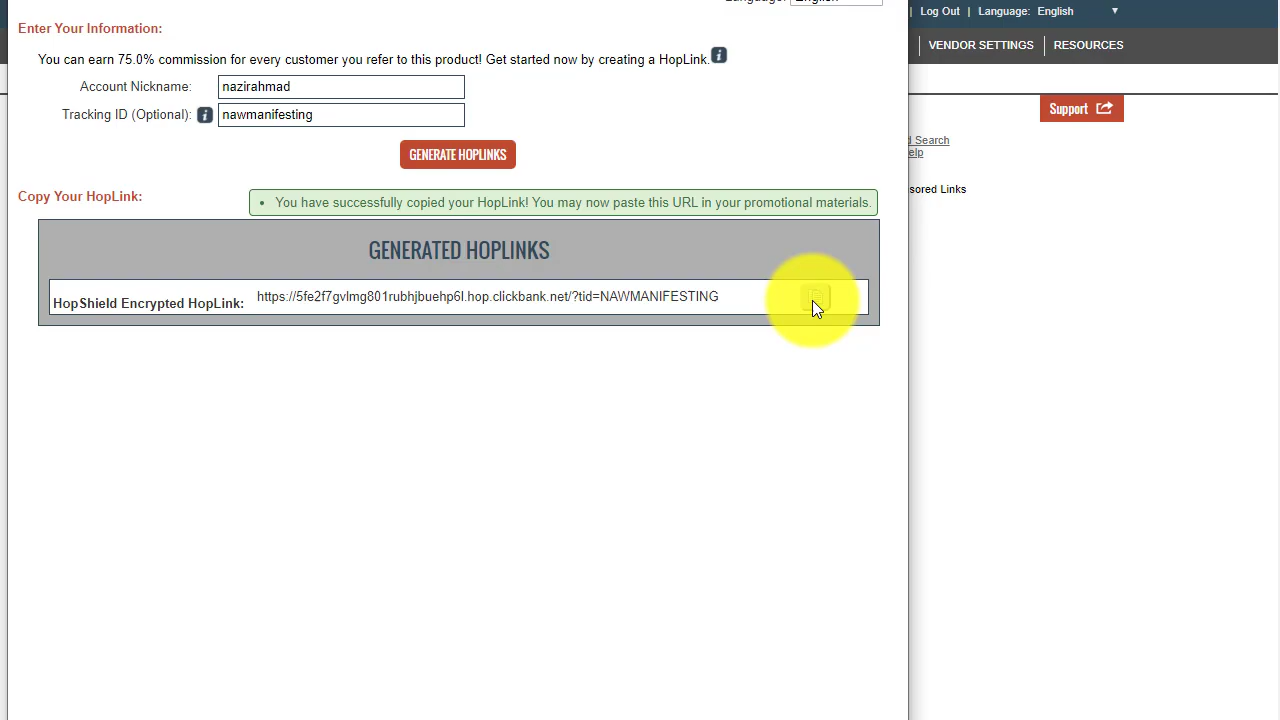 Log Out | Language: English ▼
Enter Your Information:
VENDOR SETTINGS | RESOURCES
You can earn 75.0% commission for every customer you refer to this product! Get started now by creating a HopLink.
Account Nickname: nazirahmad
Tracking ID (Optional): nawmanifesting
Support
Search
GENERATE HOPLINKS
Copy Your HopLink:
• You have successfully copied your HopLink! You may now paste this URL in your promotional materials.
Links
GENERATED HOPLINKS
HopShield Encrypted HopLink: https://5fe2f7gvlmg801rubhjbuehp6l.hop.clickbank.net/?tid=NAWMANIFESTING